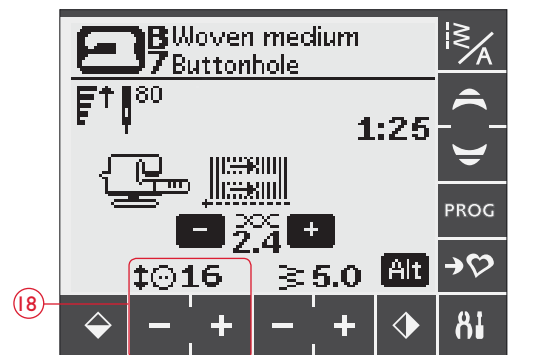 B Woven medium
7 Buttonhole
A
80
1:25
PROG
- 2.4 +
16 5.0 Alt
18 - + - +